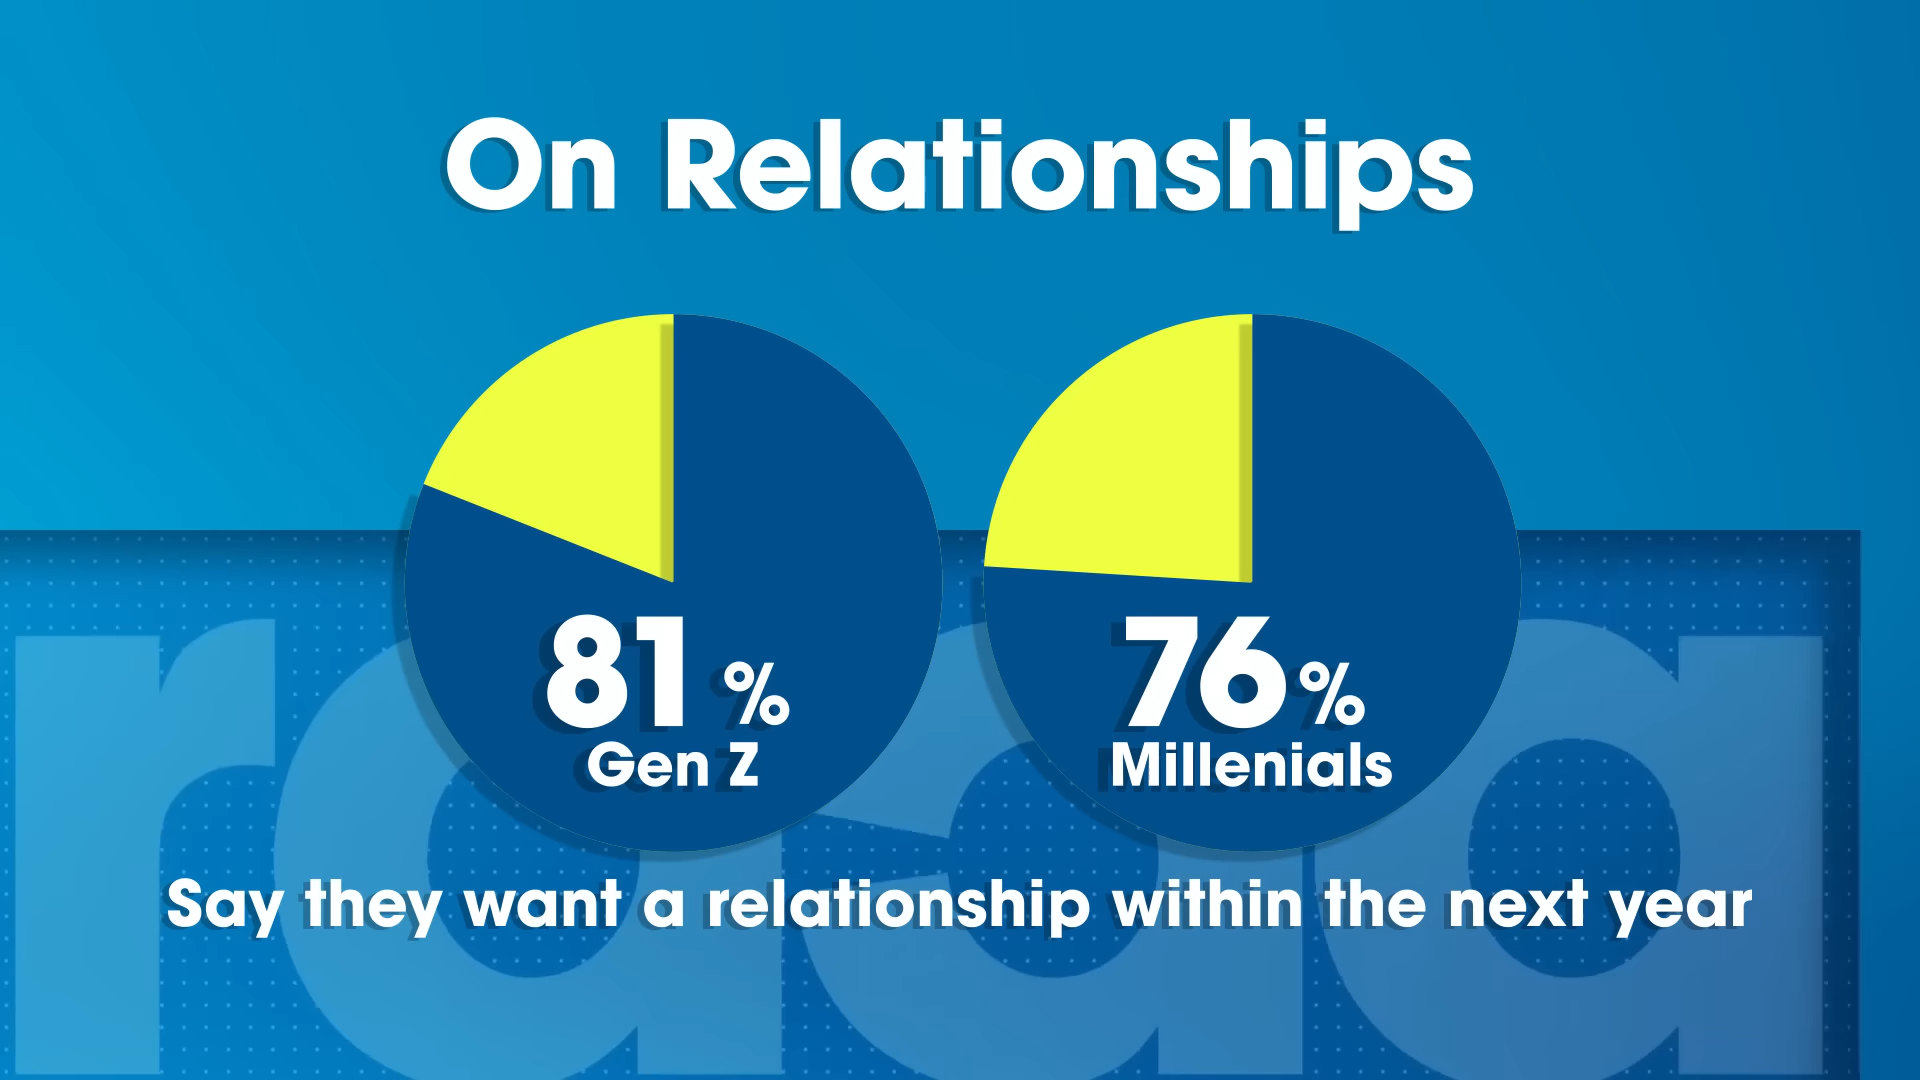 On Relationships
81 %
Gen Z
76%
Millenials
Say they want a relationship within the next year